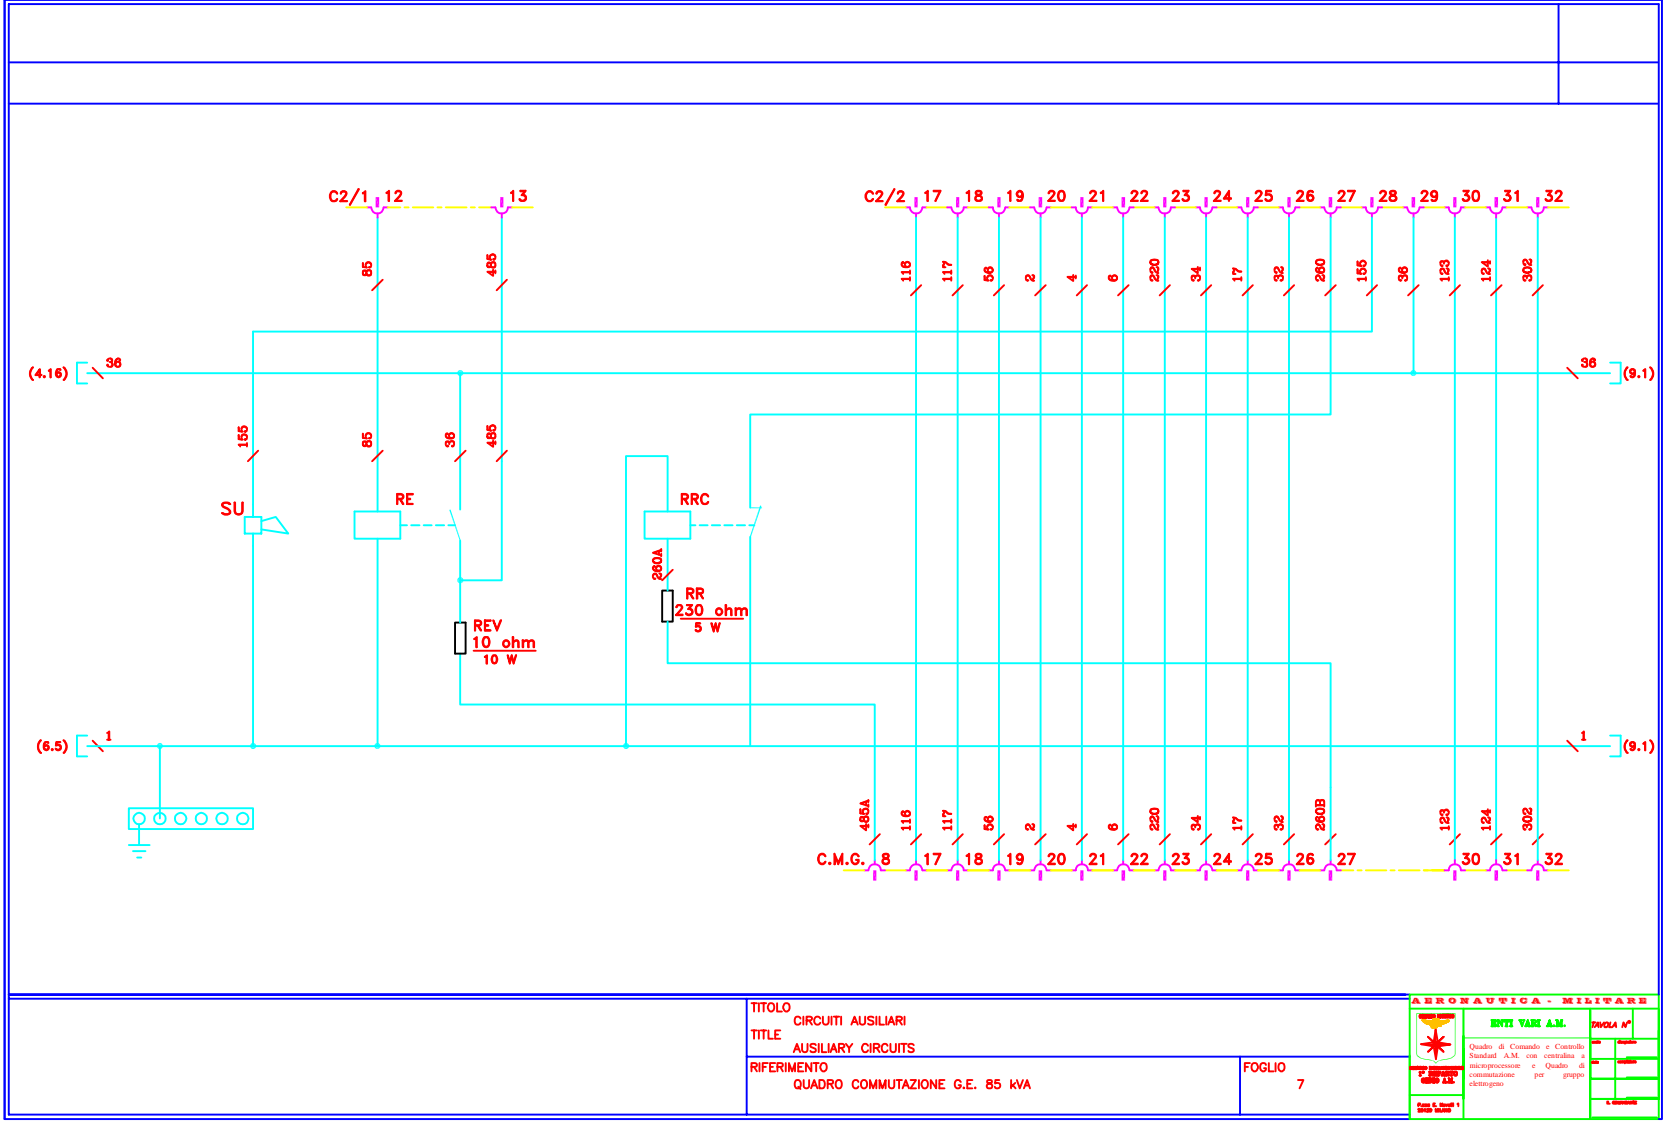 C2/1 12 13
C2/2 17 18 19 20 21 22 23 24 25 26 27 28 29 30 31 32
85 485
116 117 56 2 4 6 220 34 17 32 260 155 36 123 124 302
(4.16) 36
36 (9.1)
155 85 36 485
SU RE RRC
260A
RR
230 ohm
5 W
REV
10 ohm
10 W
(6.5) 1
1 (9.1)
485A 116 117 56 2 4 6 220 34 17 32 260B 123 124 302
C.M.G. 8 17 18 19 20 21 22 23 24 25 26 27 30 31 32
TITOLO
CIRCUITI AUSILIARI
TITLE
AUSILIARY CIRCUITS
RIFERIMENTO
QUADRO COMMUTAZIONE G.E. 85 kVA
FOGLIO
7
AERONAUTICA - MILITARE
ENTI VARI A.M.
TAVOLA N°
Quadro di Comando e Controllo
Standard A.M. con centralina a
microprocessore e Quadro di
commutazione per gruppo
elettrogeno